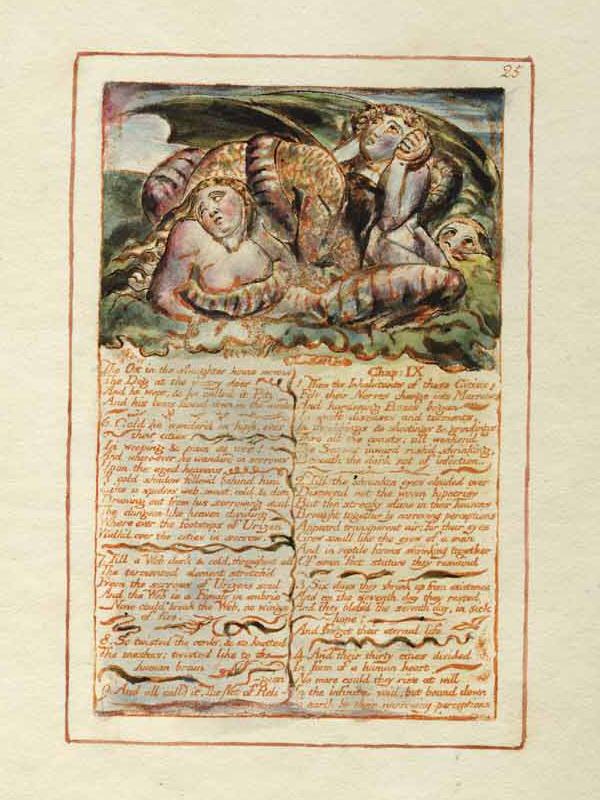 25
The Ox in the slaughter house moans
The Dog at the wintry door
And he wept, & he called it Pity
And his tears flowed down on the winds
6. Cold he wander'd on high, over
their cities
In weeping & pain & woe!
And where-ever he wander'd in sorrows
Upon the aged heavens
A cold shadow follow'd behind him
Like a spiders web, moist, cold, & dim
Drawing out from his sorrowing soul
The dungeon-like heaven dividing
Where ever the footsteps of Urizen
Walk'd over the cities in sorrow.
7. Till a Web dark & cold, throughout all
The tormented element stretch'd
From the sorrows of Urizens soul
And the Web is a Female in embrio
None could break the Web, no wings
of fire.
8. So twisted the cords, & so knotted
The meshes: twisted like to the
human brain
-gion
9. And all calld it, The Net of Reli-
Chap: IX
1. Then the Inhabitants of those Cities:
Felt their Nerves change into Marrow
And hardening Bones began
In swift diseases and torments,
In throbbings & shootings & grindings
Thro' all the coasts; till weaken'd
The Senses inward rush'd shrinking,
Beneath the dark net of infection.
2. Till the shrunken eyes clouded over
Discernd not the woven hipocrisy
But the streaky slime in their heavens
Brought together by narrowing perceptions
Appeard transparent air; for their eyes
Grew small like the eyes of a man
And in reptile forms shrinking together
Of seven feet stature they remaind
3. Six days they shrunk up from existence
And on the seventh day they rested
And they bless'd the seventh day, in sick
hope:
And forgot their eternal life
4. And their thirty cities divided
In form of a human heart
No more could they rise at will
In the infinite void, but bound down
To earth by their narrowing perceptions